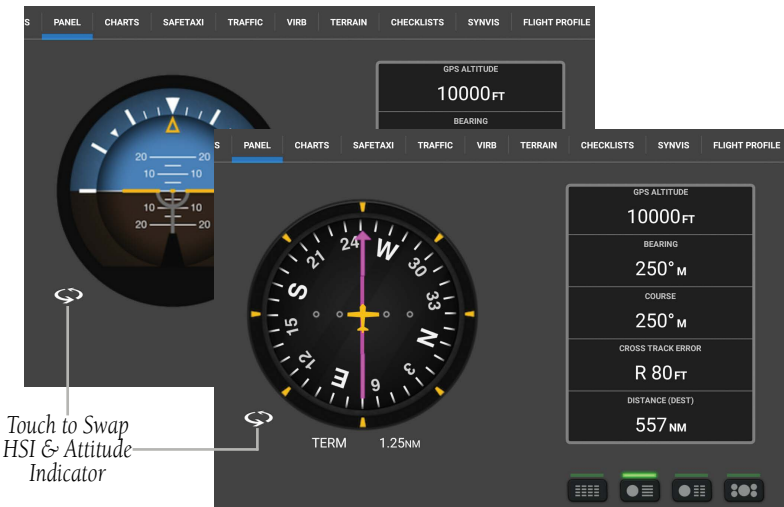 S PANEL CHARTS SAFETAXI TRAFFIC VIRB TERRAIN CHECKLISTS SYNVIS FLIGHT PROFILE
GPS ALTITUDE
10000FT
BEARING
20 20
10 10
10 10
20 20
S PANEL CHARTS SAFETAXI TRAFFIC VIRB TERRAIN CHECKLISTS SYNVIS FLIGHT PROFILE
24 W 30 33 N 3 6 E 12 15 S 21
9
TERM 1.25NM
GPS ALTITUDE
10000FT
BEARING
250° M
COURSE
250° M
CROSS TRACK ERROR
R 80FT
DISTANCE (DEST)
557 NM
Touch to Swap
HSI & Attitude
Indicator